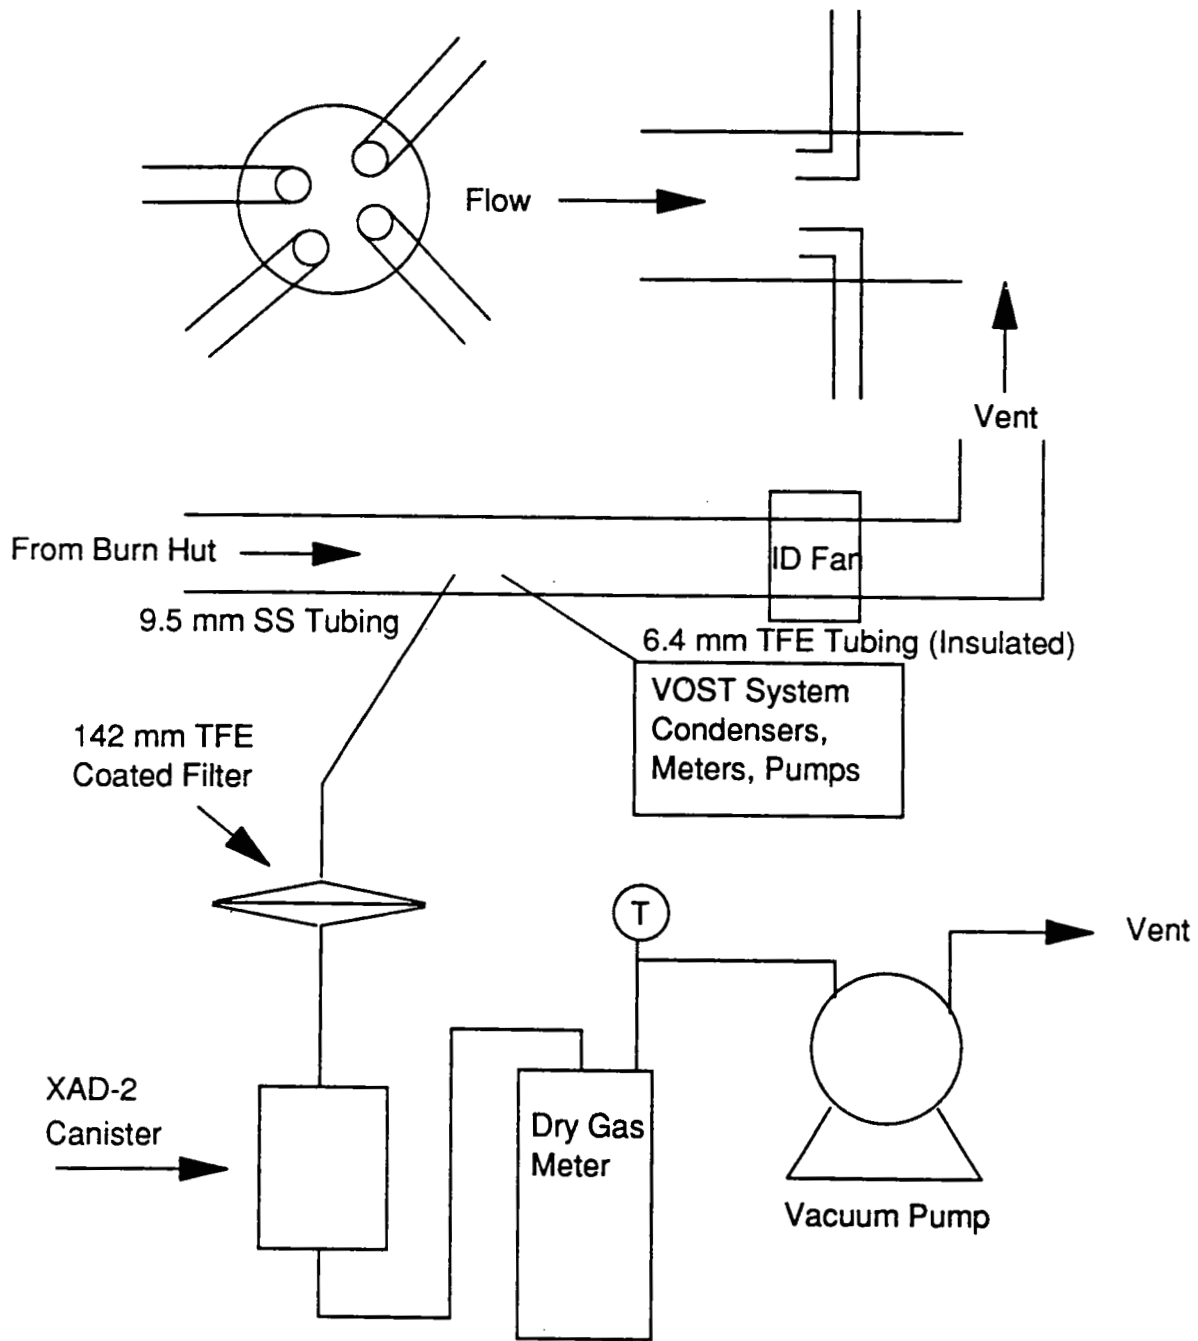 Flow
Vent
From Burn Hut
ID Fan
9.5 mm SS Tubing
6.4 mm TFE Tubing (Insulated)
VOST System
Condensers,
Meters, Pumps
142 mm TFE
Coated Filter
T
Vent
XAD-2
Canister
Dry Gas
Meter
Vacuum Pump